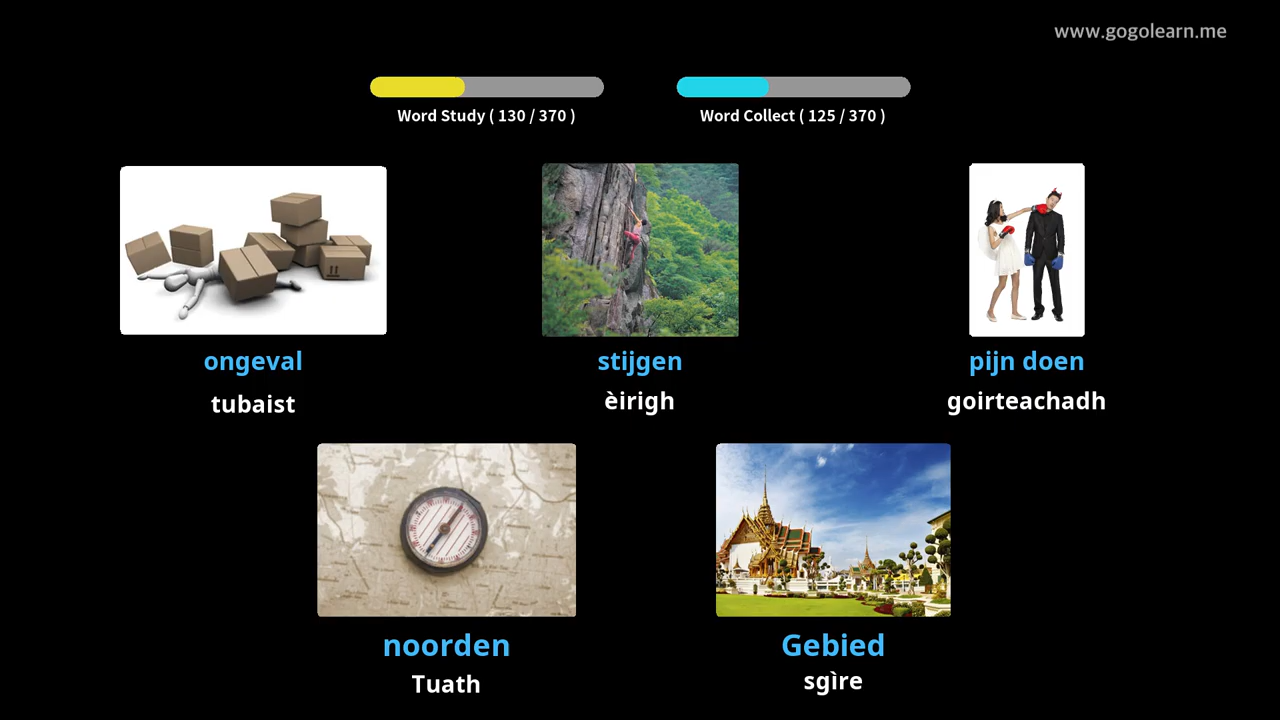 www.gogolearn.me
Word Study ( 130 / 370 )
Word Collect ( 125 / 370 )
ongeval
stijgen
pijn doen
tubaist
èirigh
goirteachadh
noorden
Gebied
Tuath
sgìre